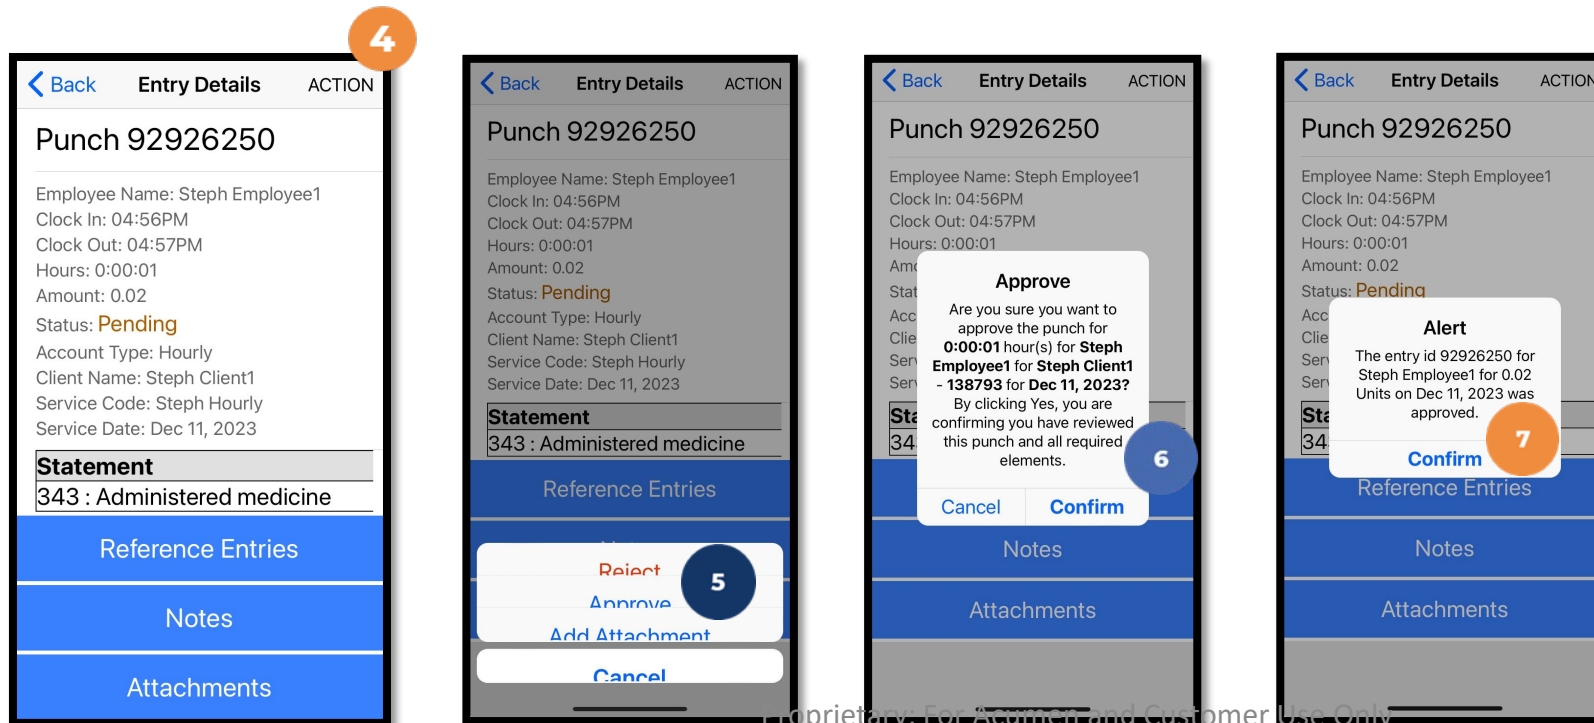 4
Back Entry Details ACTION
Punch 92926250
Employee Name: Steph Employee1
Clock In: 04:56PM
Clock Out: 04:57PM
Hours: 0:00:01
Amount: 0.02
Status: Pending
Account Type: Hourly
Client Name: Steph Client1
Service Code: Steph Hourly
Service Date: Dec 11, 2023
Statement
343 : Administered medicine
Reference Entries
Notes
Attachments
Back Entry Details ACTION
Punch 92926250
Employee Name: Steph Employee1
Clock In: 04:56PM
Clock Out: 04:57PM
Hours: 0:00:01
Amount: 0.02
Status: Pending
Account Type: Hourly
Client Name: Steph Client1
Service Code: Steph Hourly
Service Date: Dec 11, 2023
Statement
343 : Administered medicine
Reference Entries
Reject
5
Approve
Add Attachment
Cancel
Back Entry Details ACTION
Punch 92926250
Employee Name: Steph Employee1
Clock In: 04:56PM
Clock Out: 04:57PM
Hours: 0:00:01
Approve
Are you sure you want to
approve the punch for
0:00:01 hour(s) for Steph
Employee1 for Steph Client1
- 138793 for Dec 11, 2023?
By clicking Yes, you are
confirming you have reviewed
this punch and all required
elements.
6
Cancel Confirm
Notes
Attachments
Back Entry Details ACTION
Punch 92926250
Employee Name: Steph Employee1
Clock In: 04:56PM
Clock Out: 04:57PM
Hours: 0:00:01
Amount: 0.02
Status: Pending
Alert
The entry id 92926250 for
Steph Employee1 for 0.02
Units on Dec 11, 2023 was
approved.
7
Confirm
Reference Entries
Notes
Attachments
Proprietary: For Acumen and Customer Use Only